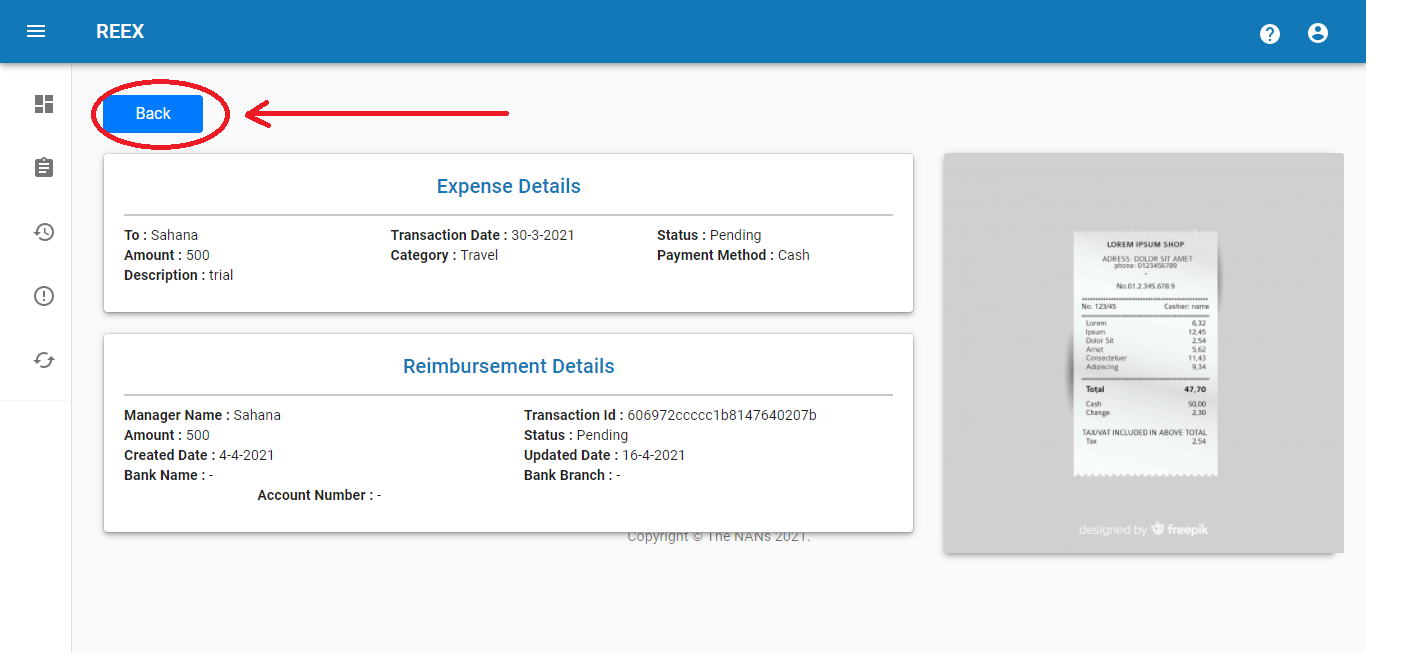 REEX
Back
Expense Details
To : Sahana
Transaction Date : 30-3-2021
Status : Pending
Amount : 500
Category : Travel
Payment Method : Cash
Description : trial
Reimbursement Details
Manager Name : Sahana
Transaction Id : 606972ccccc1b8147640207b
Amount : 500
Status : Pending
Created Date : 4-4-2021
Updated Date : 16-4-2021
Bank Name : -
Bank Branch : -
Account Number : -
Copyright © The NANs 2021.
LOREM IPSUM SHOP
ADRESS: DOLOR SIT AMET
phone: 0123456789
-
No.01.2.345.678.9
No. 123/45 Cashier: name
Lorem 6,32
Ipsum 12,45
Dolor Sit 2,54
Amet 5,62
Consectetuer 11,43
Adipiscing 9,34
Total 47,70
Cash 50,00
Change 2,30
TAX/VAT INCLUDED IN ABOVE TOTAL
Tax 2,54
designed by freepik